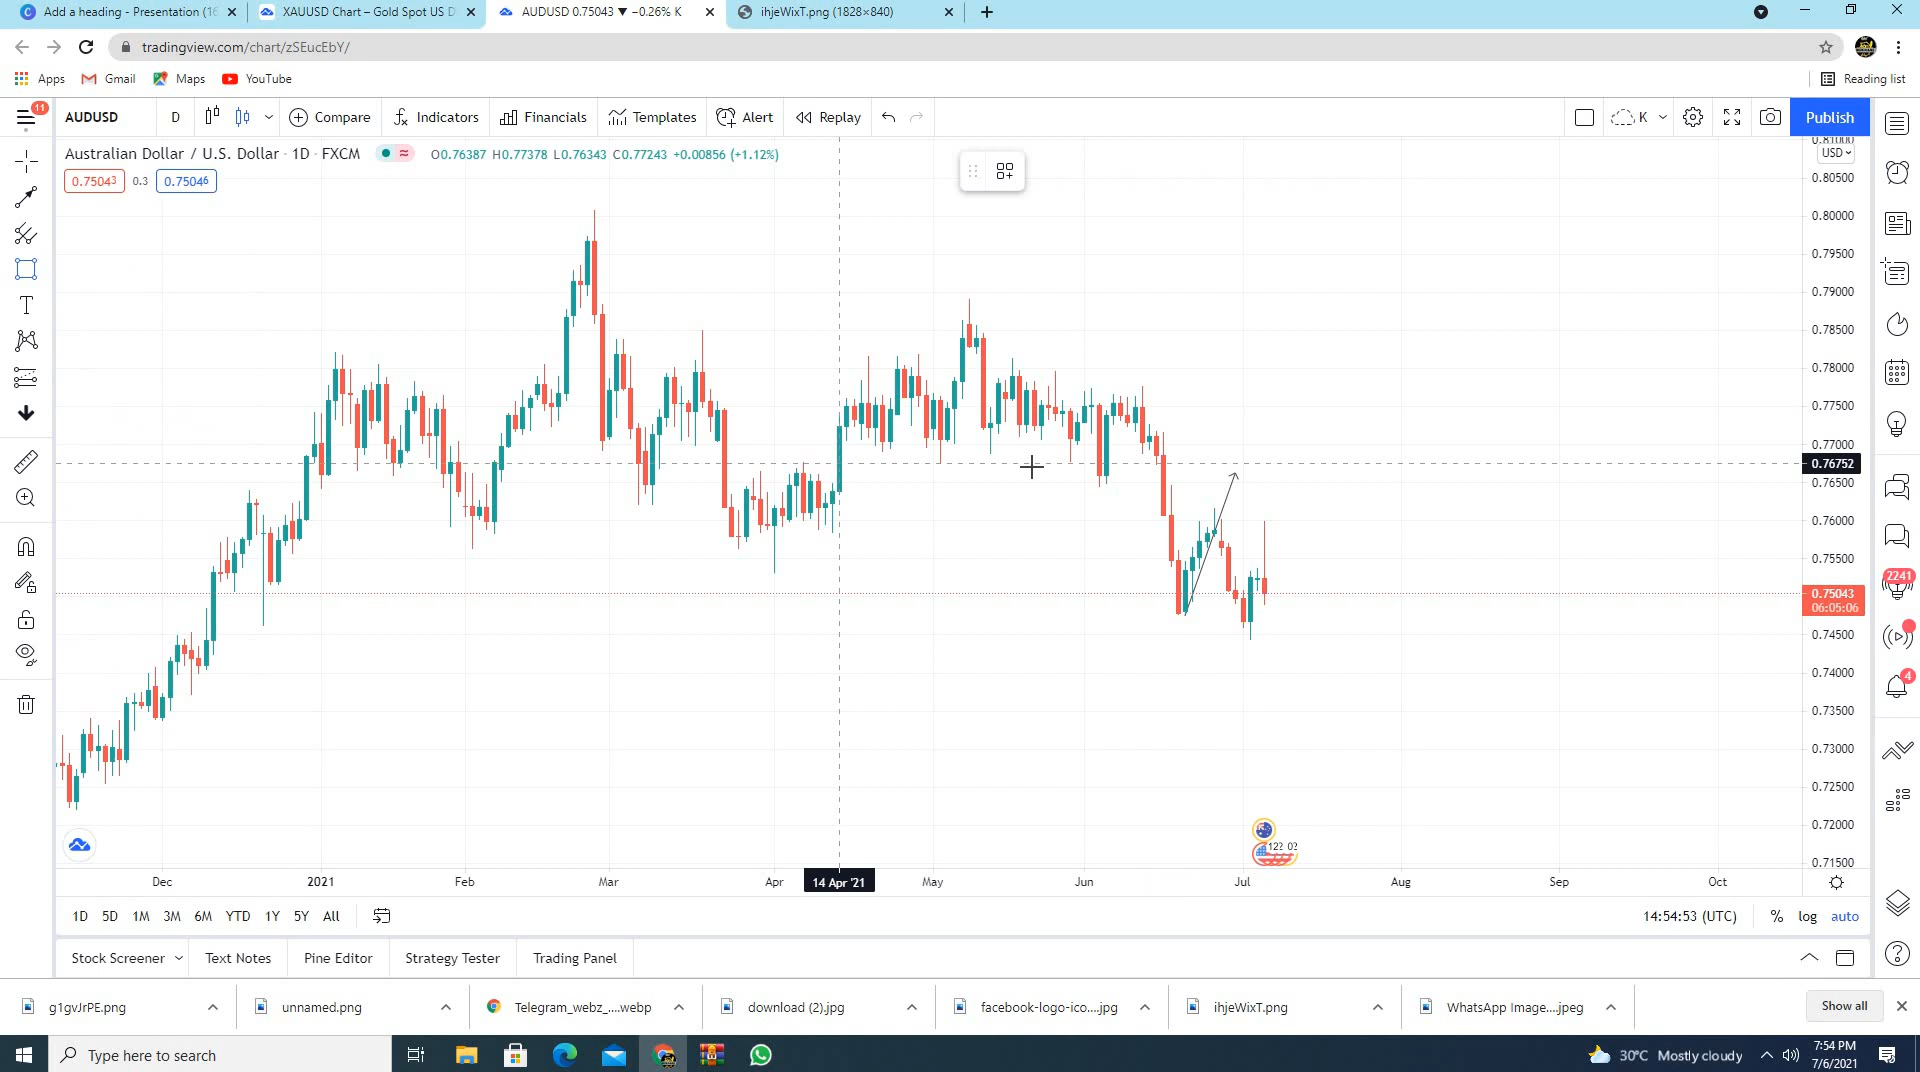 Add a heading - Presentation (16
XAUUSD Chart – Gold Spot US D
AUDUSD 0.75043 ▼ −0.26% K
ihjeWixT.png (1828×840)
tradingview.com/chart/zSEucEbY/
Apps
Gmail
Maps
YouTube
Reading list
11
AUDUSD
D
Compare
Indicators
Financials
Templates
Alert
Replay
K
Publish
Australian Dollar / U.S. Dollar · 1D · FXCM
O0.76387 H0.77378 L0.76343 C0.77243 +0.00856 (+1.12%)
0.75043
0.3
0.75046
0.81000
USD
0.80500
0.80000
0.79500
0.79000
0.78500
0.78000
0.77500
0.77000
0.76752
0.76500
0.76000
0.75500
0.75043
06:05:06
0.74500
0.74000
0.73500
0.73000
0.72500
0.72000
0.71500
2241
4
Dec
2021
Feb
Mar
Apr
14 Apr '21
May
Jun
Jul
Aug
Sep
Oct
1D
5D
1M
3M
6M
YTD
1Y
5Y
All
14:54:53 (UTC)
%
log
auto
Stock Screener
Text Notes
Pine Editor
Strategy Tester
Trading Panel
g1gvJrPE.png
unnamed.png
Telegram_webz_....webp
download (2).jpg
facebook-logo-ico....jpg
ihjeWixT.png
WhatsApp Image....jpeg
Show all
Type here to search
30°C Mostly cloudy
7:54 PM
7/6/2021